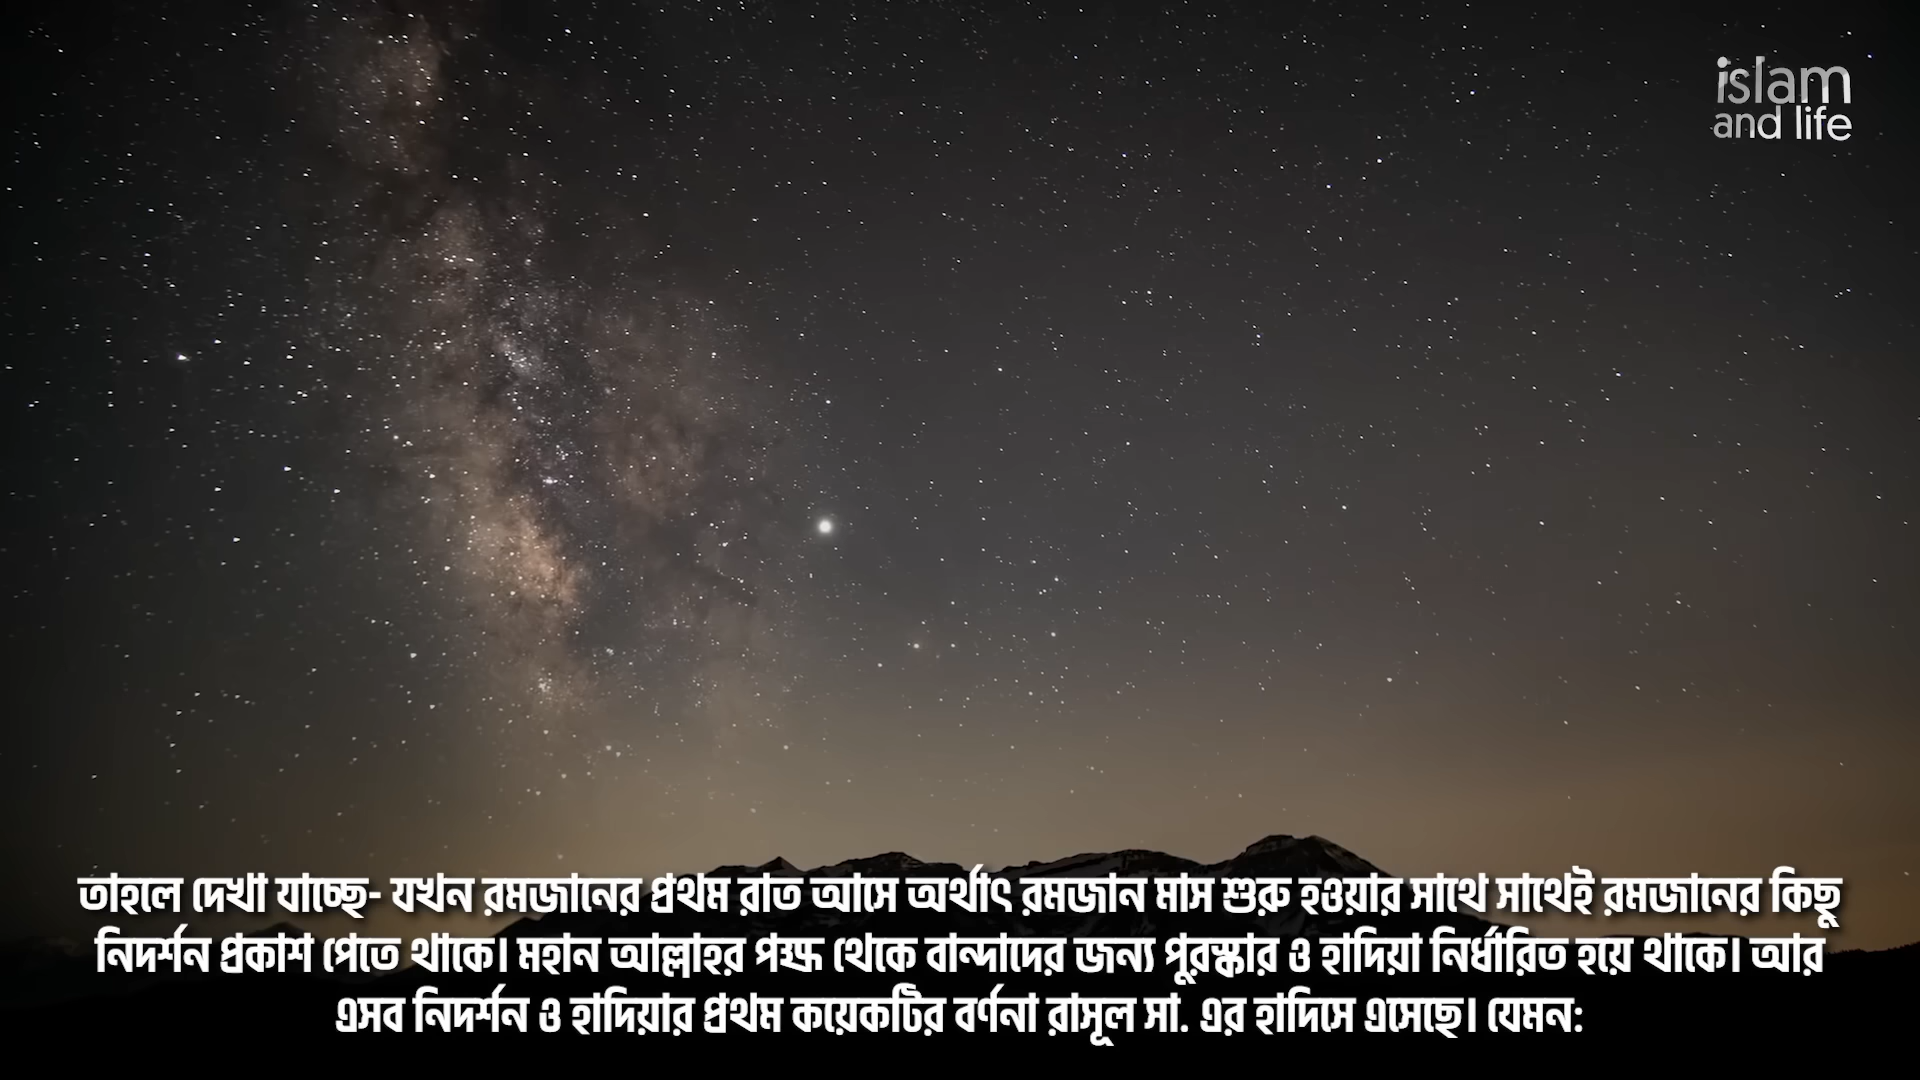 islam
and life
তাহলে দেখা যাচ্ছে- যখন রমজানের প্রথম রাত আসে অর্থাৎ রমজান মাস শুরু হওয়ার সাথে সাথেই রমজানের কিছু
নিদর্শন প্রকাশ পেতে থাকে। মহান আল্লাহর পক্ষ থেকে বান্দাদের জন্য পুরস্কার ও হাদিয়া নির্ধারিত হয়ে থাকে। আর
এসব নিদর্শন ও হাদিয়ার প্রথম কয়েকটির বর্ণনা রাসূল সা. এর হাদিসে এসেছে। যেমন: